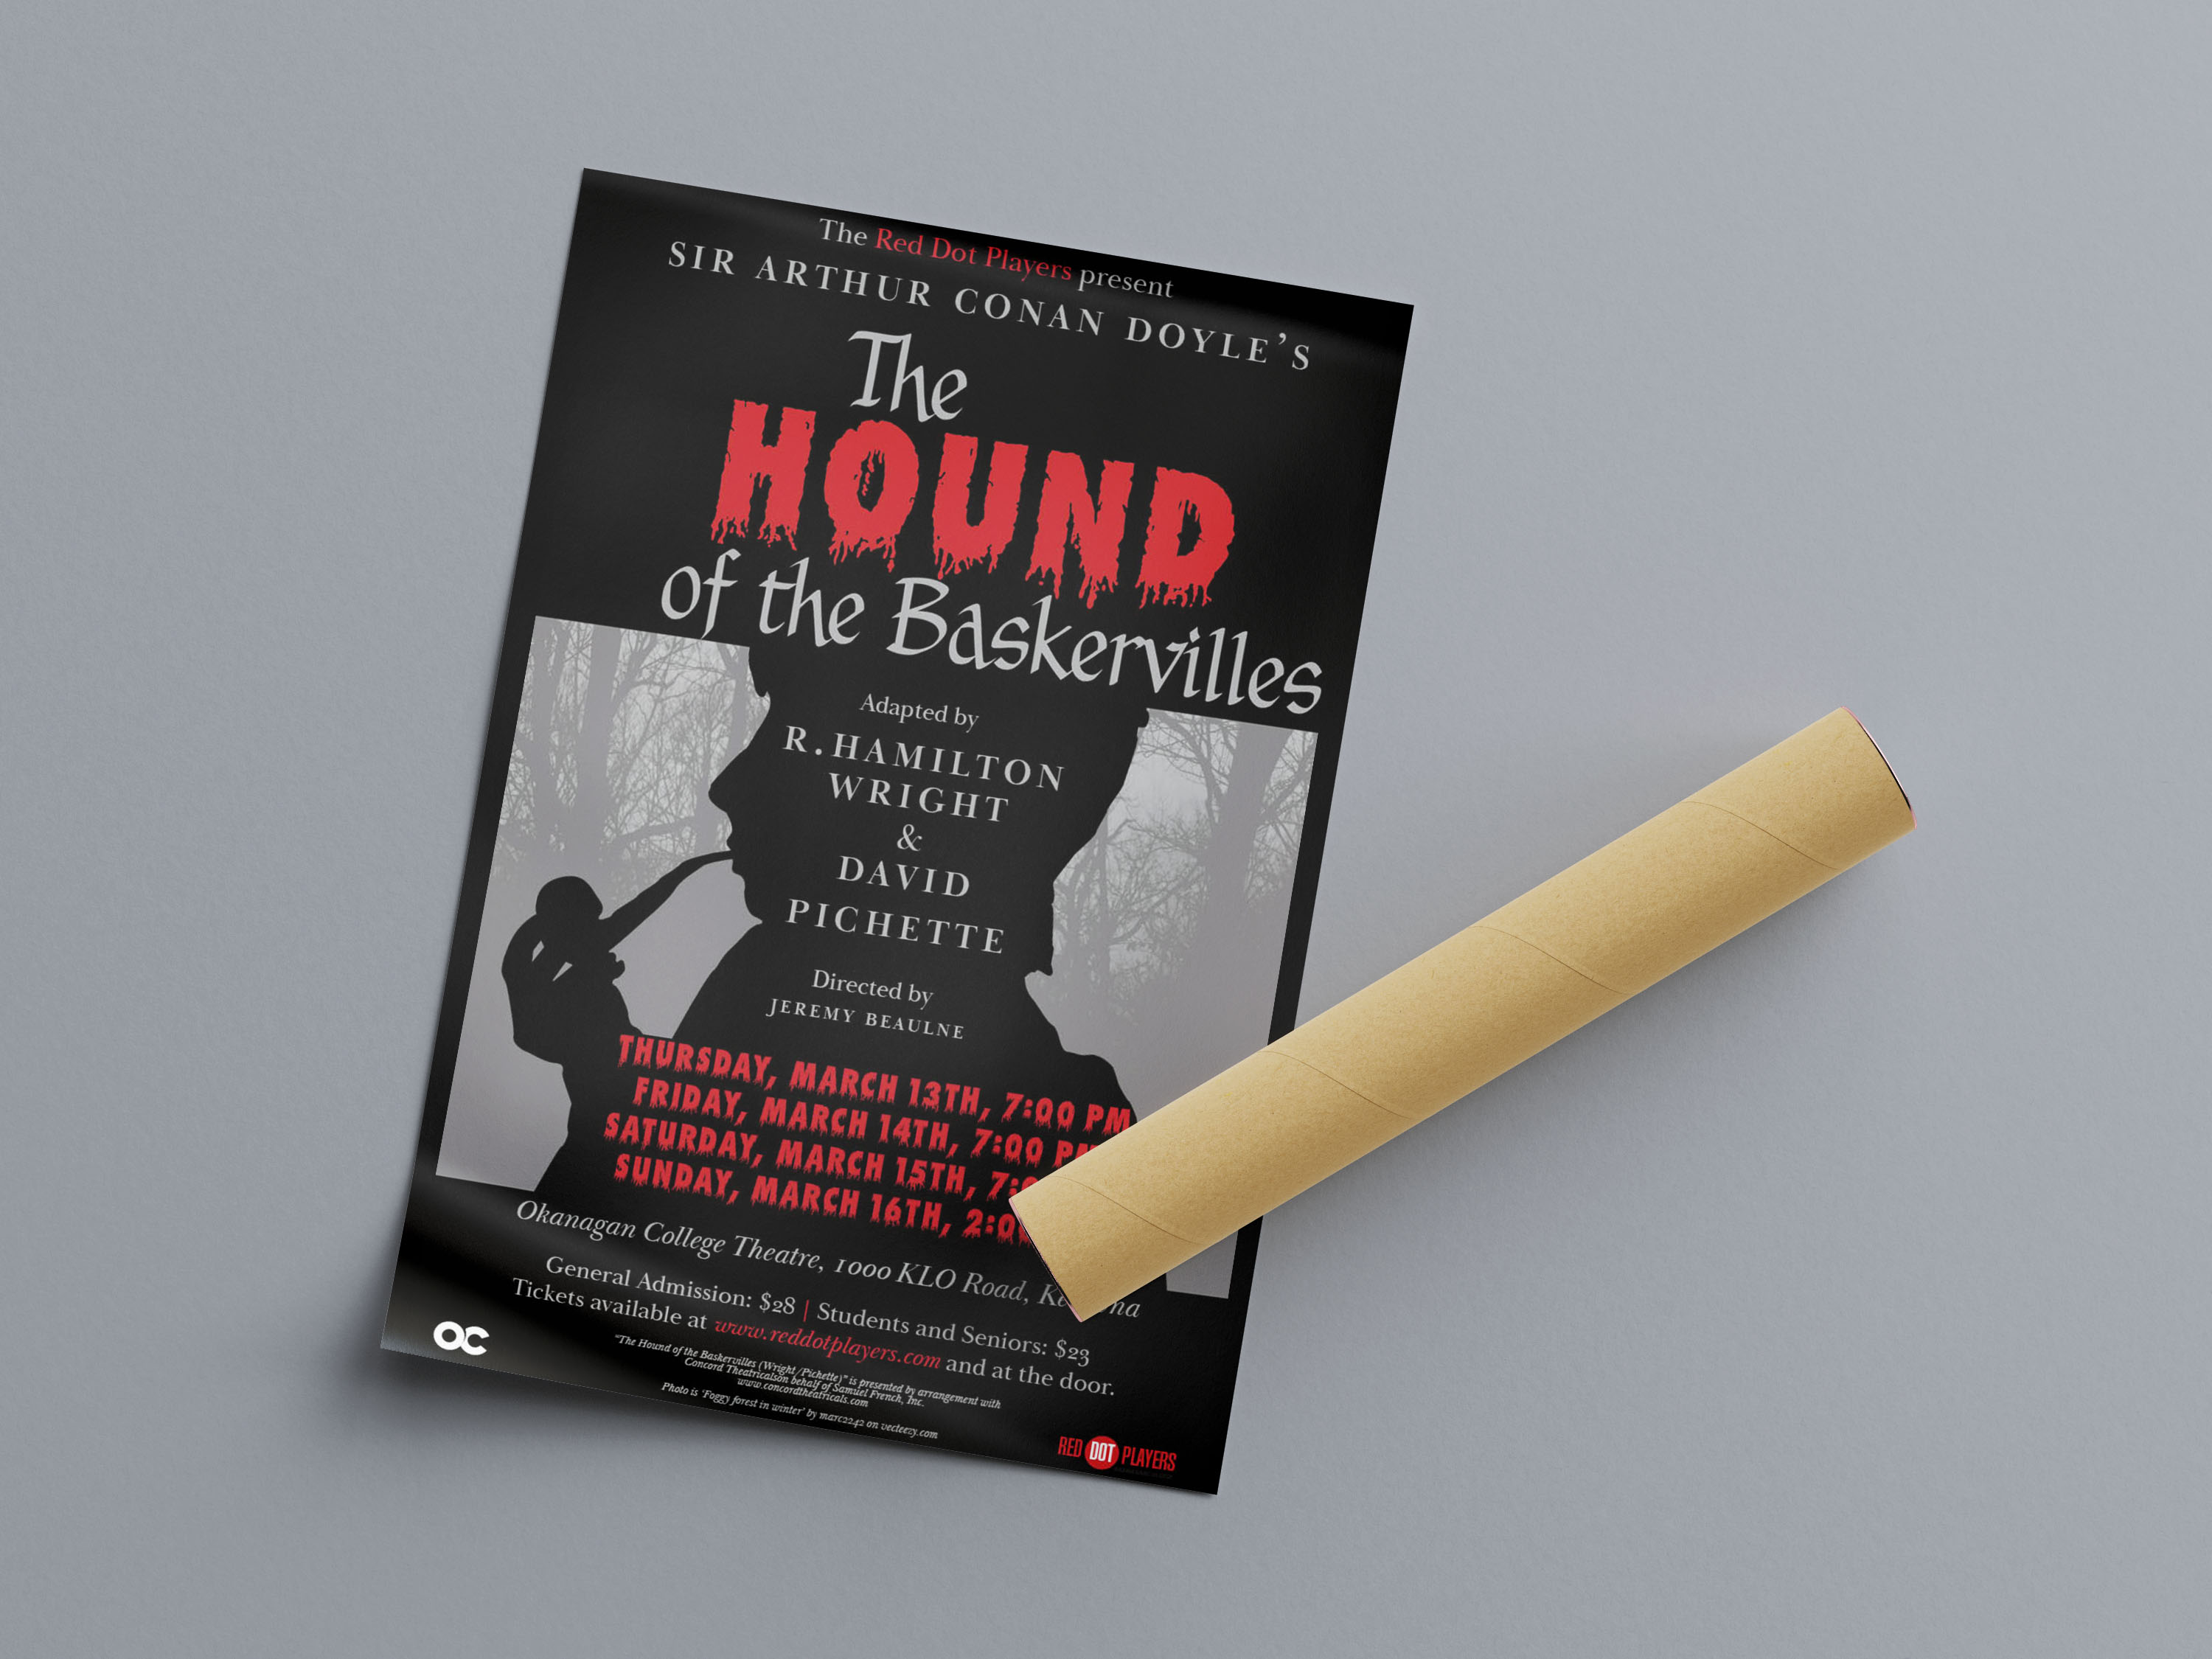 The Red Dot Players present
SIR ARTHUR CONAN DOYLE'S
The
HOUND
of the Baskervilles
Adapted by
R. HAMILTON
WRIGHT
&
DAVID
PICHETTE
Directed by
JEREMY BEAULNE
THURSDAY, MARCH 13TH, 7:00 PM
FRIDAY, MARCH 14TH, 7:00 PM
SATURDAY, MARCH 15TH, 7:
SUNDAY, MARCH 16TH, 2:0
Okanagan College Theatre, 1000 KLO Road,
General Admission: $28 | Students and Seniors: $23
Tickets available at www.reddotplayers.com and at the door.
"The Hound of the Baskervilles (Wright/Pichette)" is presented by arrangement with
Concord Theatricalson behalf of Samuel French, Inc.
www.concordtheatricals.com
Photo is 'Foggy forest in winter' by marc2242 on vecteezy.com
OC
RED DOT PLAYERS